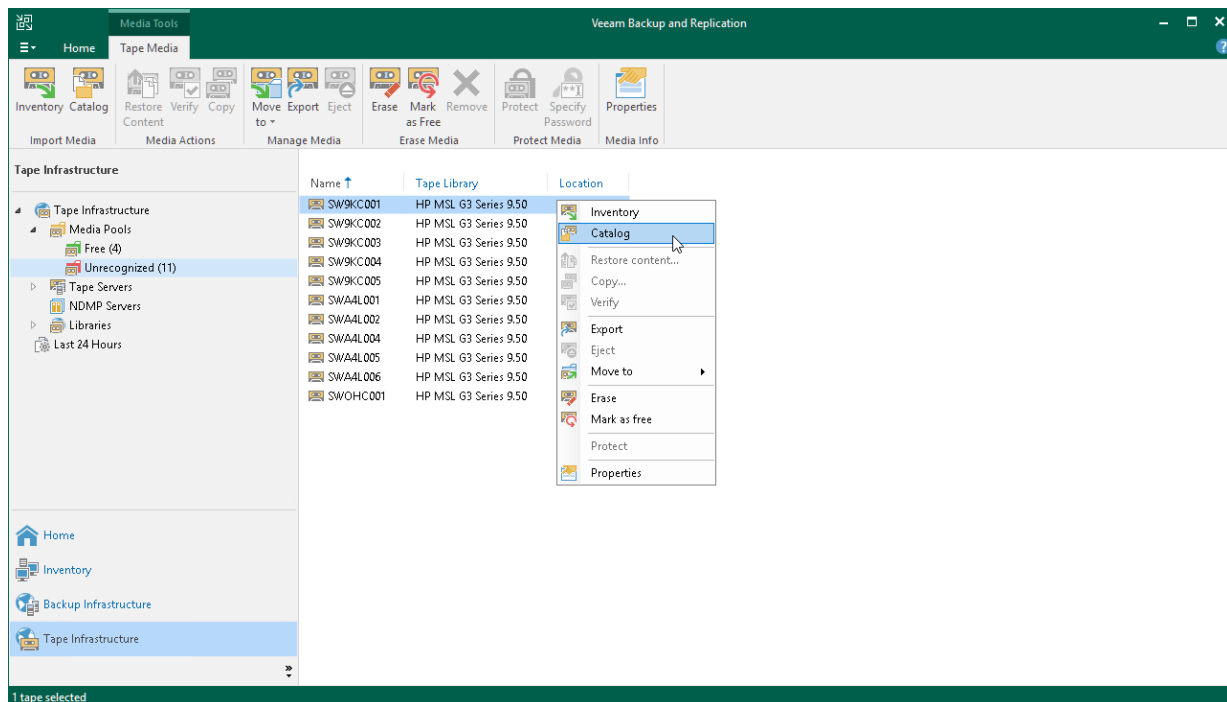 Media Tools
Veeam Backup and Replication
Home
Tape Media
Inventory Catalog
Restore Content
Verify
Copy
Move to
Export
Eject
Erase
Mark as Free
Remove
Protect
Specify Password
Properties
Import Media
Media Actions
Manage Media
Erase Media
Protect Media
Media Info
Tape Infrastructure
Tape Infrastructure
Media Pools
Free (4)
Unrecognized (11)
Tape Servers
NDMP Servers
Libraries
Last 24 Hours
Name Tape Library Location
SW9KC001 HP MSL G3 Series 9.50
SW9KC002 HP MSL G3 Series 9.50
SW9KC003 HP MSL G3 Series 9.50
SW9KC004 HP MSL G3 Series 9.50
SW9KC005 HP MSL G3 Series 9.50
SWA4L001 HP MSL G3 Series 9.50
SWA4L002 HP MSL G3 Series 9.50
SWA4L004 HP MSL G3 Series 9.50
SWA4L005 HP MSL G3 Series 9.50
SWA4L006 HP MSL G3 Series 9.50
SWOHC001 HP MSL G3 Series 9.50
Inventory
Catalog
Restore content...
Copy...
Verify
Export
Eject
Move to
Erase
Mark as free
Protect
Properties
Home
Inventory
Backup Infrastructure
Tape Infrastructure
1 tape selected